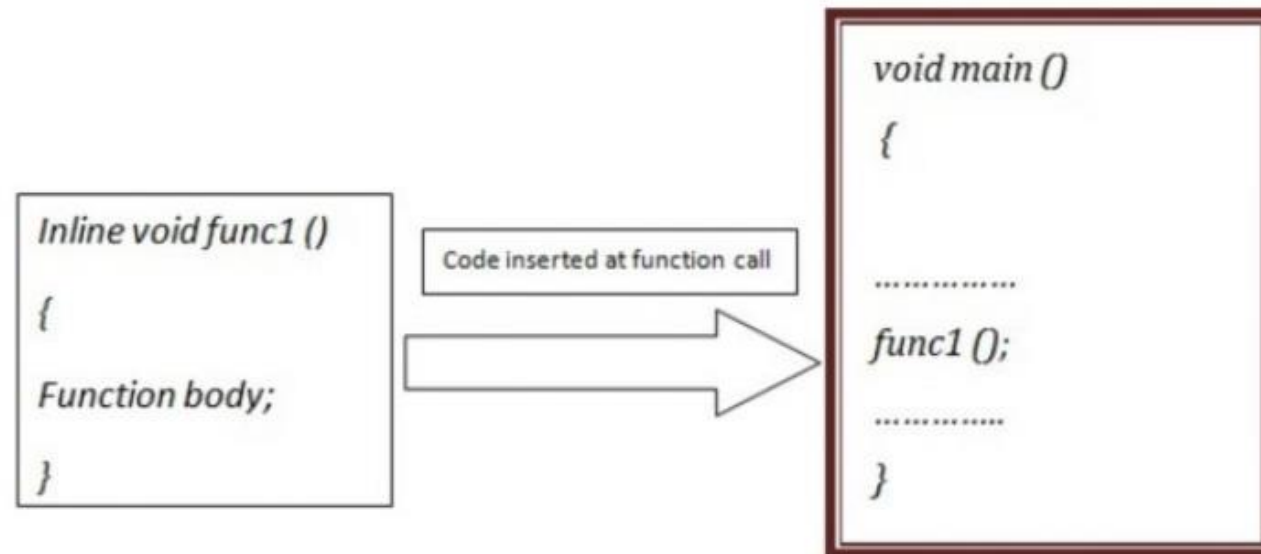 Inline void func1 ()
{
Function body;
}
Code inserted at function call
void main ()
{
……………
func1 ();
…………..
}